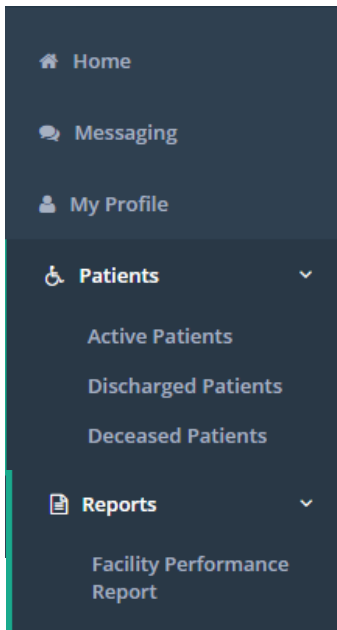 Home
Messaging
My Profile
Patients
Active Patients
Discharged Patients
Deceased Patients
Reports
Facility Performance
Report